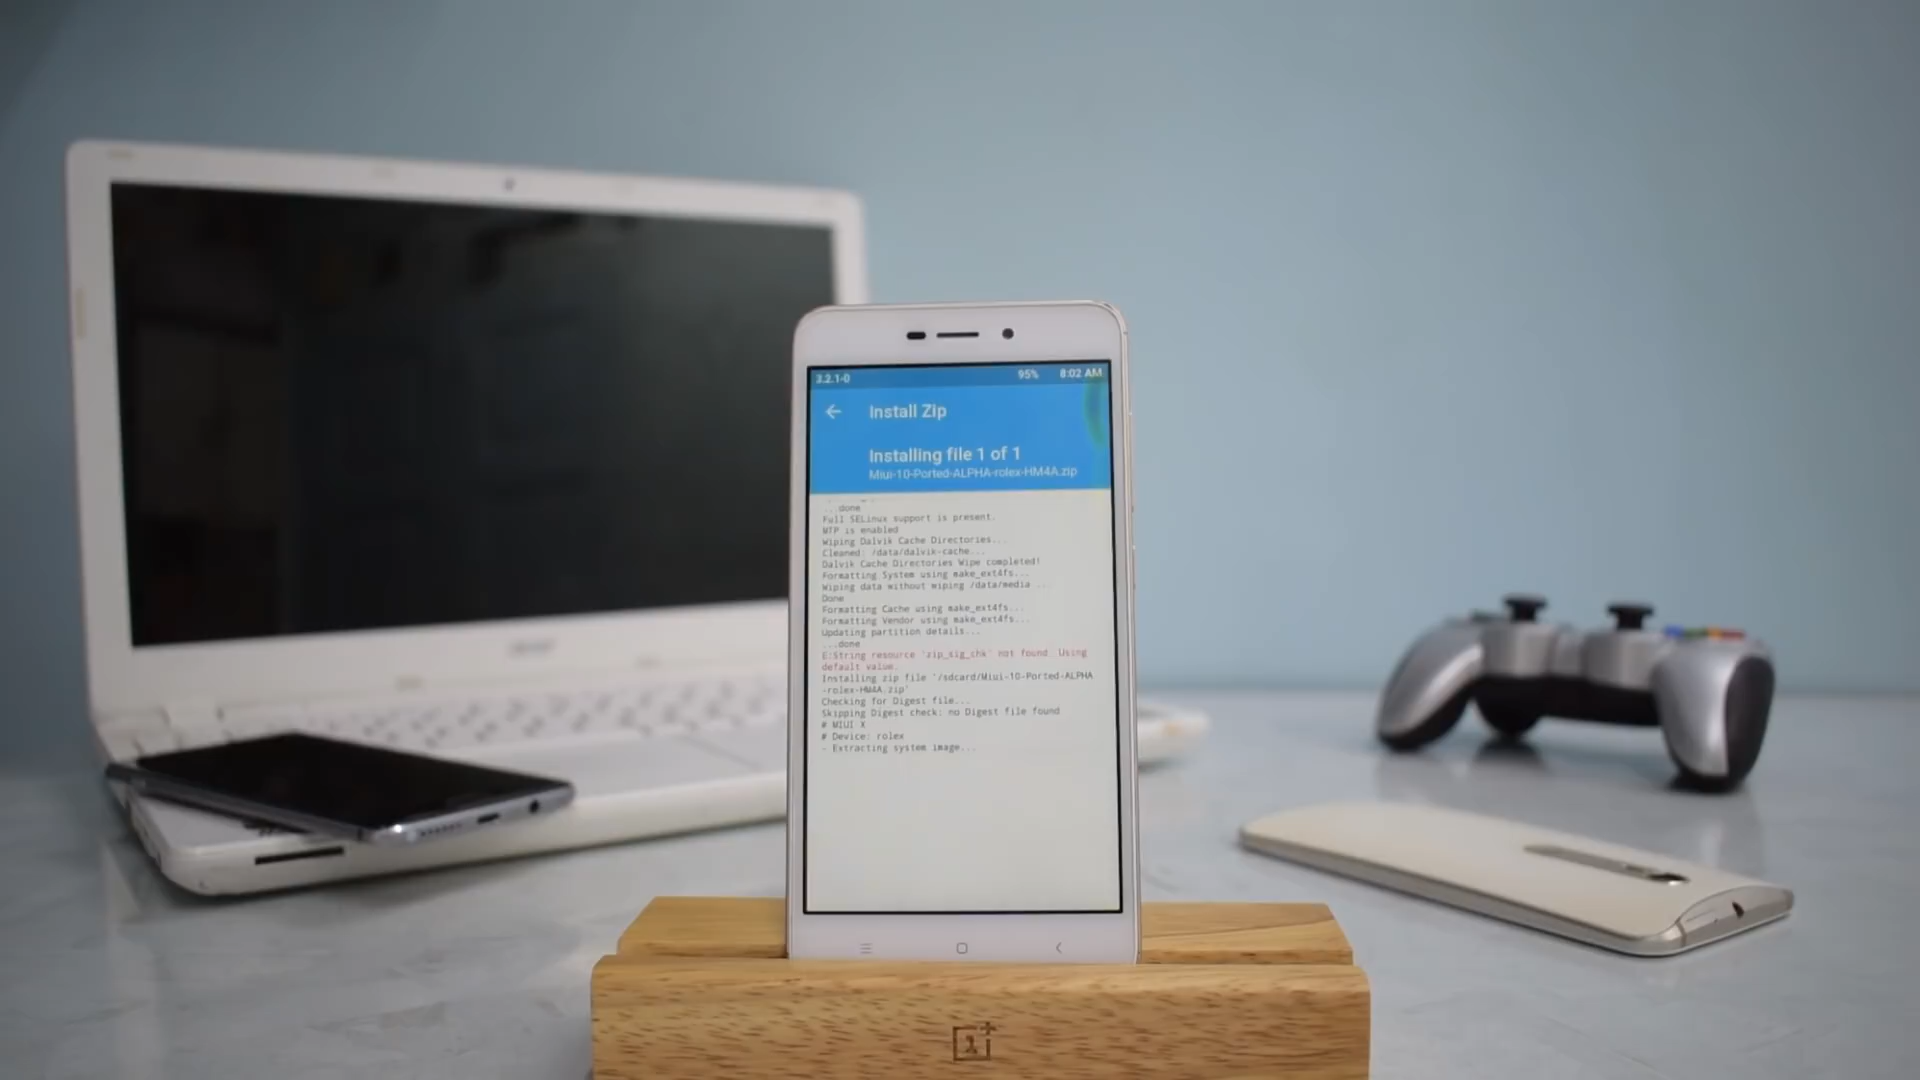 3.2.1-0 95% 8:02 AM
Install Zip
Installing file 1 of 1
Miui-10-Ported-ALPHA-rolex-HM4A.zip
...done
Full SELinux support is present.
MTP is enabled
Wiping Dalvik Cache Directories...
Cleaned: /data/dalvik-cache...
Dalvik Cache Directories Wipe completed!
Formatting System using make_ext4fs...
Wiping data without wiping /data/media ...
Done
Formatting Cache using make_ext4fs...
Formatting Vendor using make_ext4fs...
Updating partition details...
...done
E:String resource 'zip_sig_chk' not found. Using
default value.
Installing zip file '/sdcard/Miui-10-Ported-ALPHA
-rolex-HM4A.zip'
Checking for Digest file...
Skipping Digest check: no Digest file found
# MIUI X
# Device: rolex
- Extracting system image...
1+